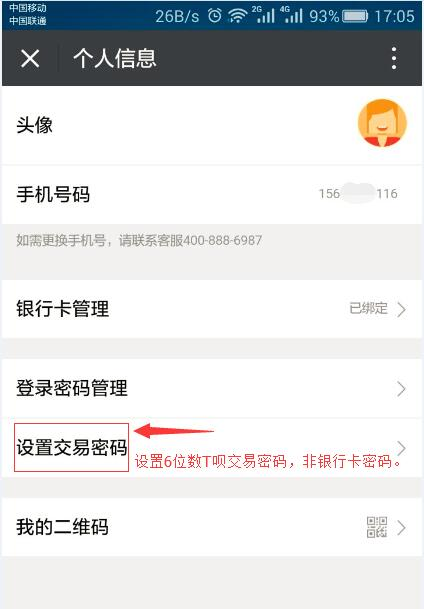 中国移动
中国联通
26B/s 2G 4G 93% 17:05
个人信息
头像
手机号码 156 116
如需更换手机号，请联系客服400-888-6987
银行卡管理 已绑定
登录密码管理
设置交易密码
设置6位数T呗交易密码，非银行卡密码。
我的二维码